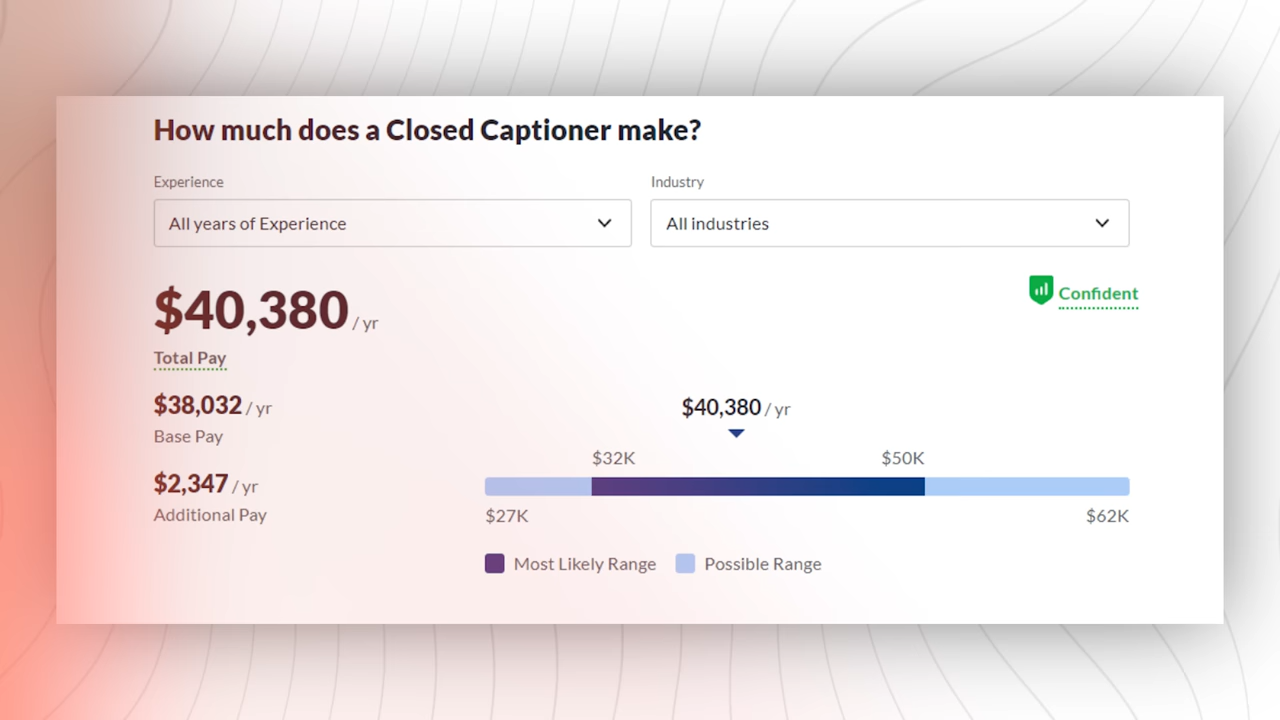 How much does a Closed Captioner make?
Experience
Industry
All years of Experience
All industries
$40,380 / yr
Confident
Total Pay
$38,032 / yr
Base Pay
$2,347 / yr
Additional Pay
$40,380 / yr
$32K
$50K
$27K
$62K
Most Likely Range
Possible Range